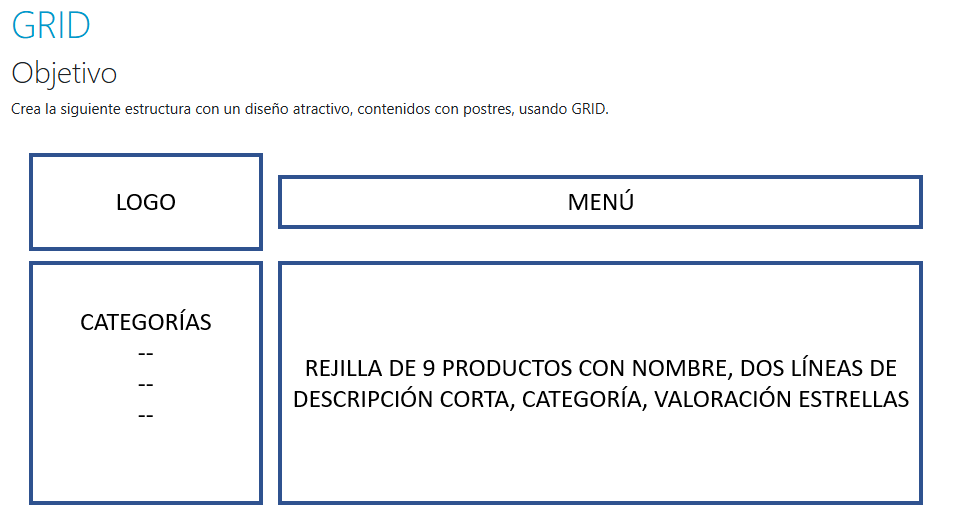 GRID
Objetivo
Crea la siguiente estructura con un diseño atractivo, contenidos con postres, usando GRID.
LOGO
MENÚ
CATEGORÍAS
--
--
--
REJILLA DE 9 PRODUCTOS CON NOMBRE, DOS LÍNEAS DE
DESCRIPCIÓN CORTA, CATEGORÍA, VALORACIÓN ESTRELLAS